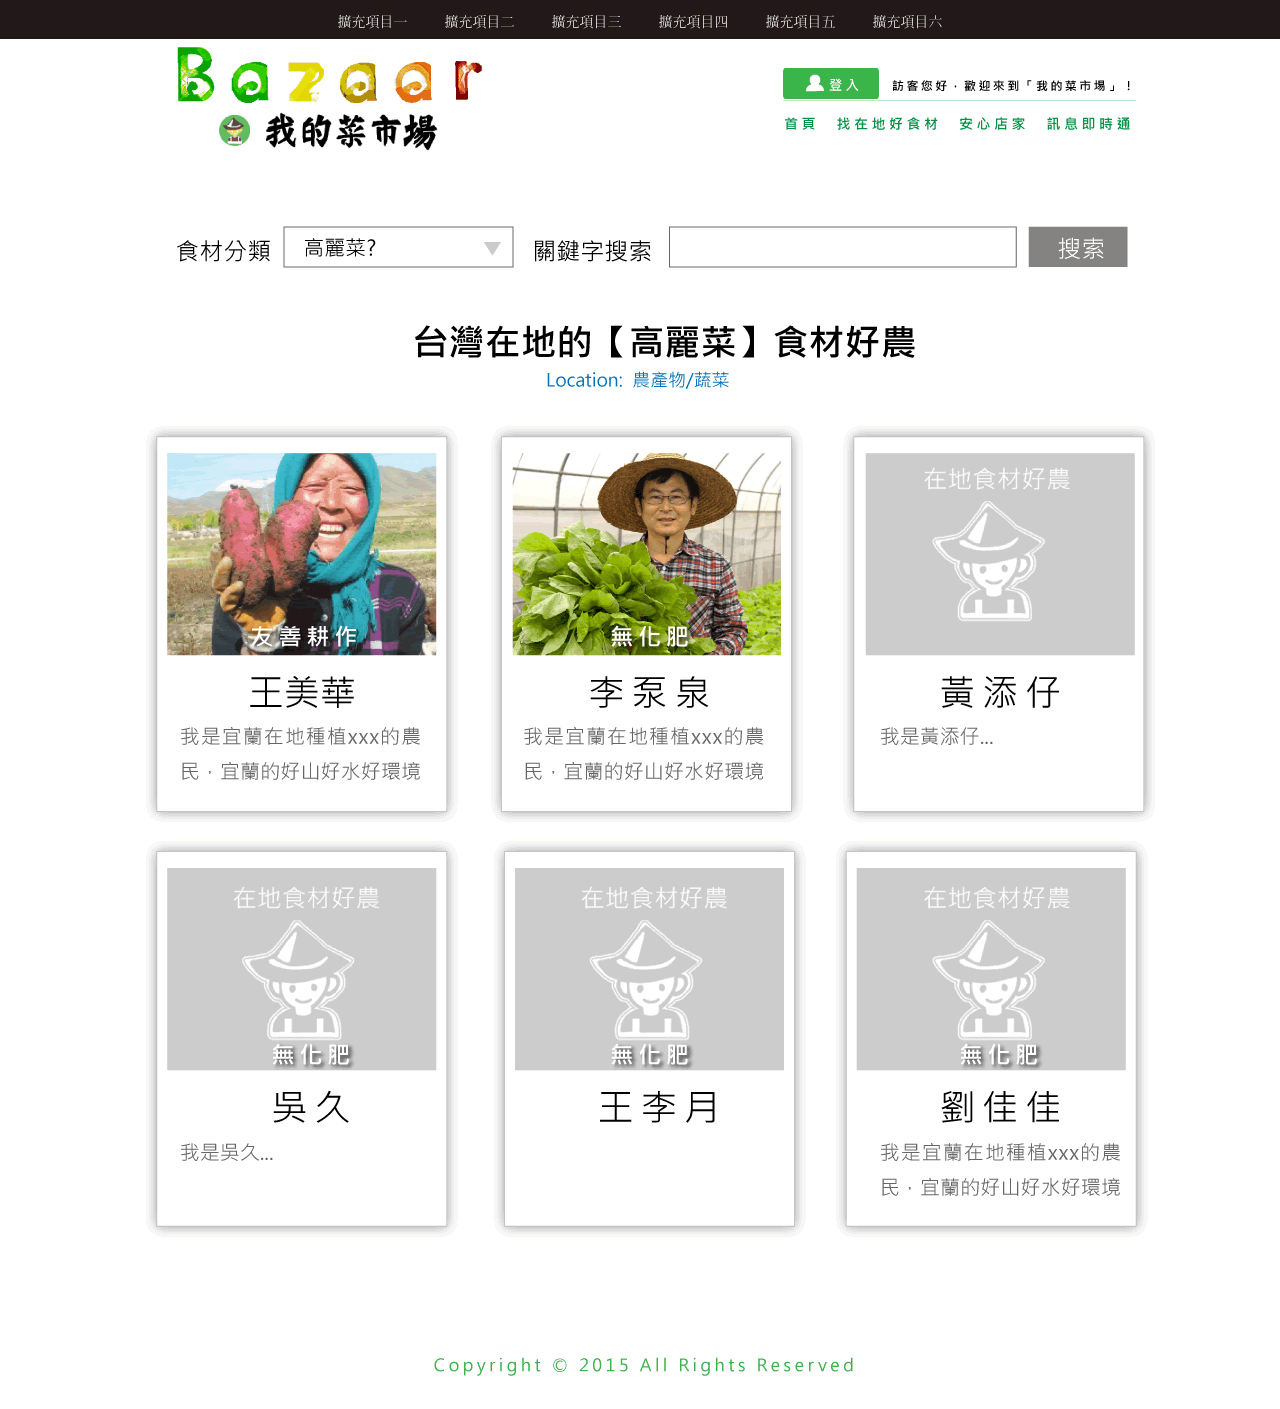 擴充項目一 擴充項目二 擴充項目三 擴充項目四 擴充項目五 擴充項目六
Bazaar
我的菜市場
登入 訪客您好，歡迎來到「我的菜市場」！
首頁 找在地好食材 安心店家 訊息即時通
食材分類 高麗菜? 關鍵字搜索 搜索
台灣在地的【高麗菜】食材好農
Location: 農產物/蔬菜
友善耕作
王美華
我是宜蘭在地種植xxx的農
民，宜蘭的好山好水好環境
無化肥
李泵泉
我是宜蘭在地種植xxx的農
民，宜蘭的好山好水好環境
在地食材好農
黃添仔
我是黃添仔...
在地食材好農
無化肥
吳久
我是吳久...
在地食材好農
無化肥
王李月
在地食材好農
無化肥
劉佳佳
我是宜蘭在地種植xxx的農
民，宜蘭的好山好水好環境
Copyright © 2015 All Rights Reserved